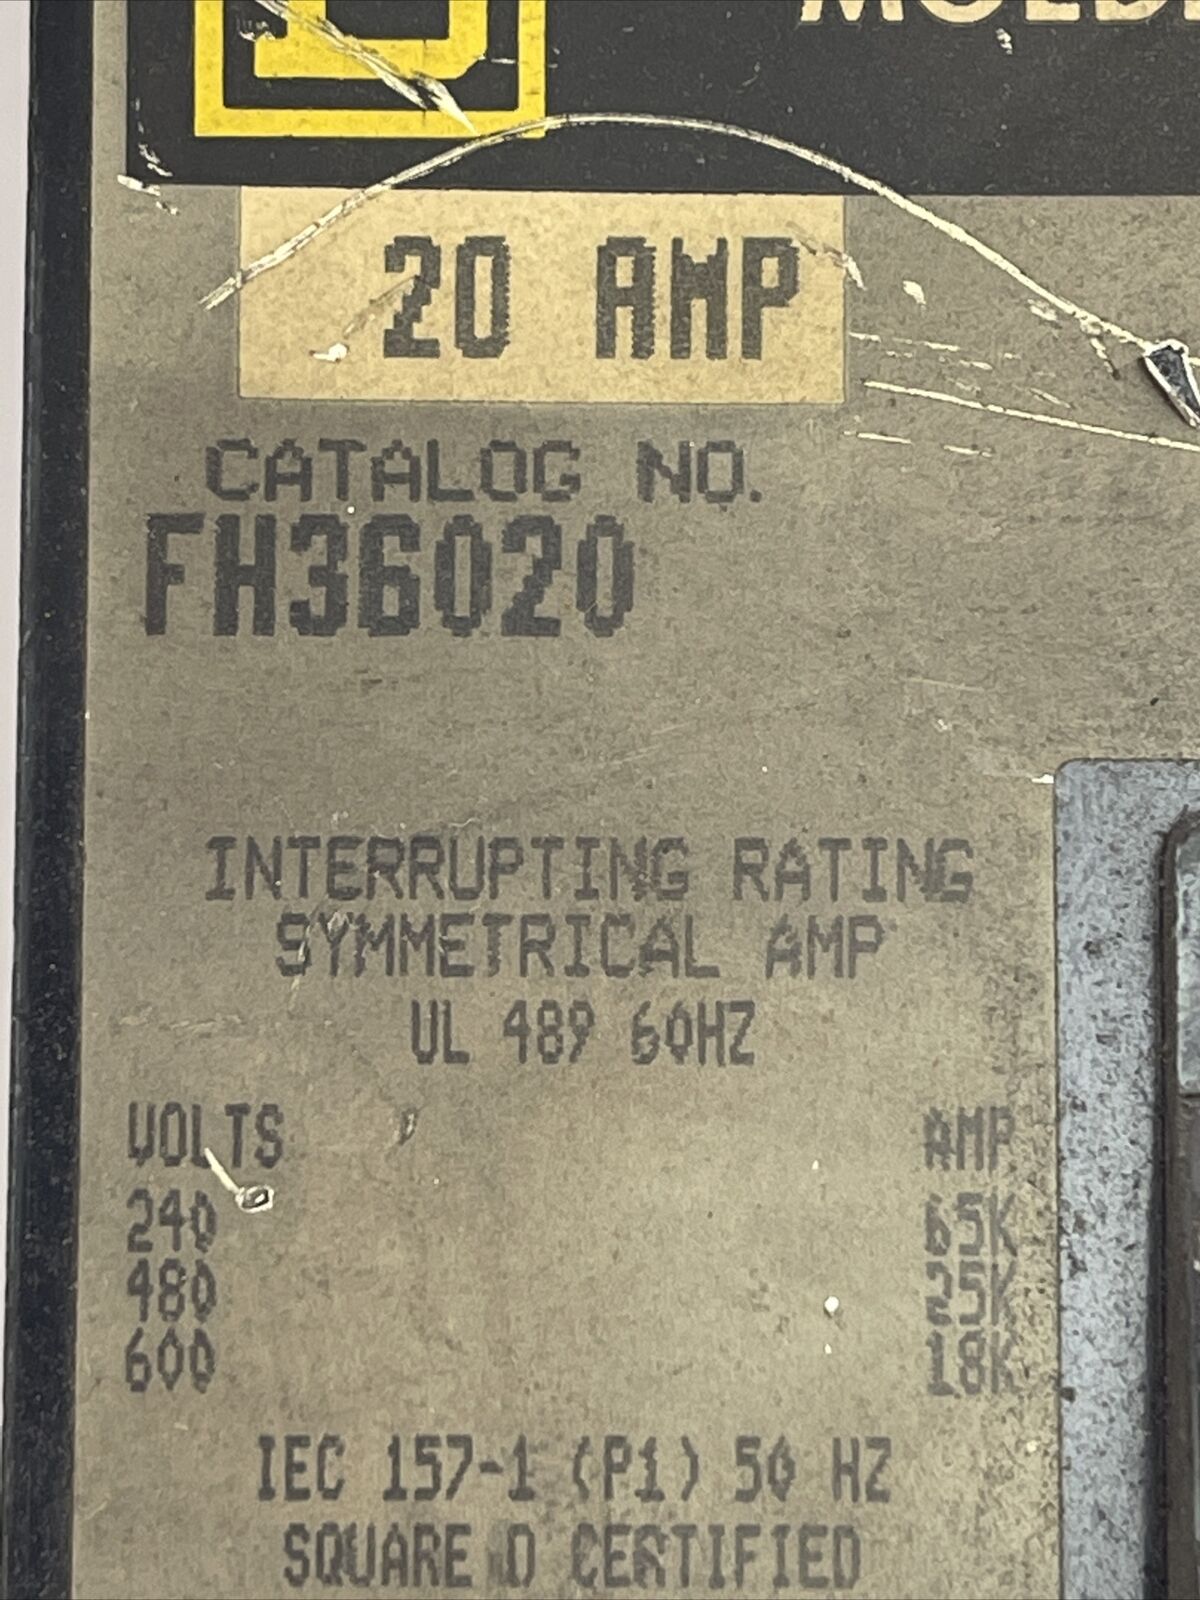 20 AMP
CATALOG NO.
FH36020
INTERRUPTING RATING
SYMMETRICAL AMP
UL 489 60HZ
VOLTS AMP
240 65K
480 25K
600 18K
IEC 157-1 (P1) 50 HZ
SQUARE D CERTIFIED